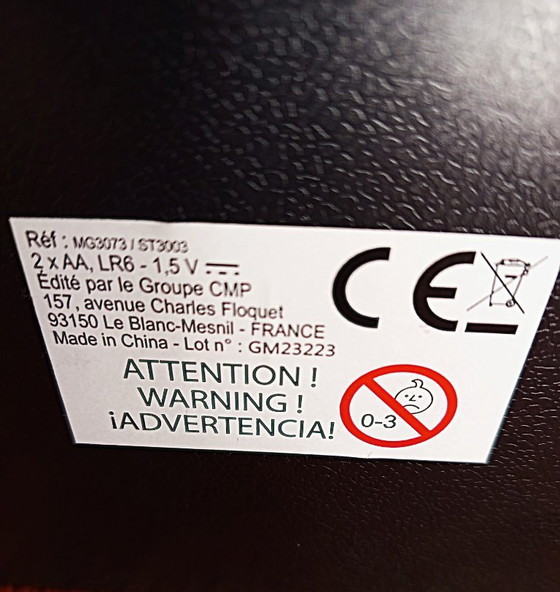 Réf : MG3073 / ST3003
2 x AA, LR6 - 1,5 V
Édité par le Groupe CMP
157, avenue Charles Floquet
93150 Le Blanc-Mesnil - FRANCE
Made in China - Lot n° : GM23223
CE
ATTENTION !
WARNING !
¡ADVERTENCIA!
0-3